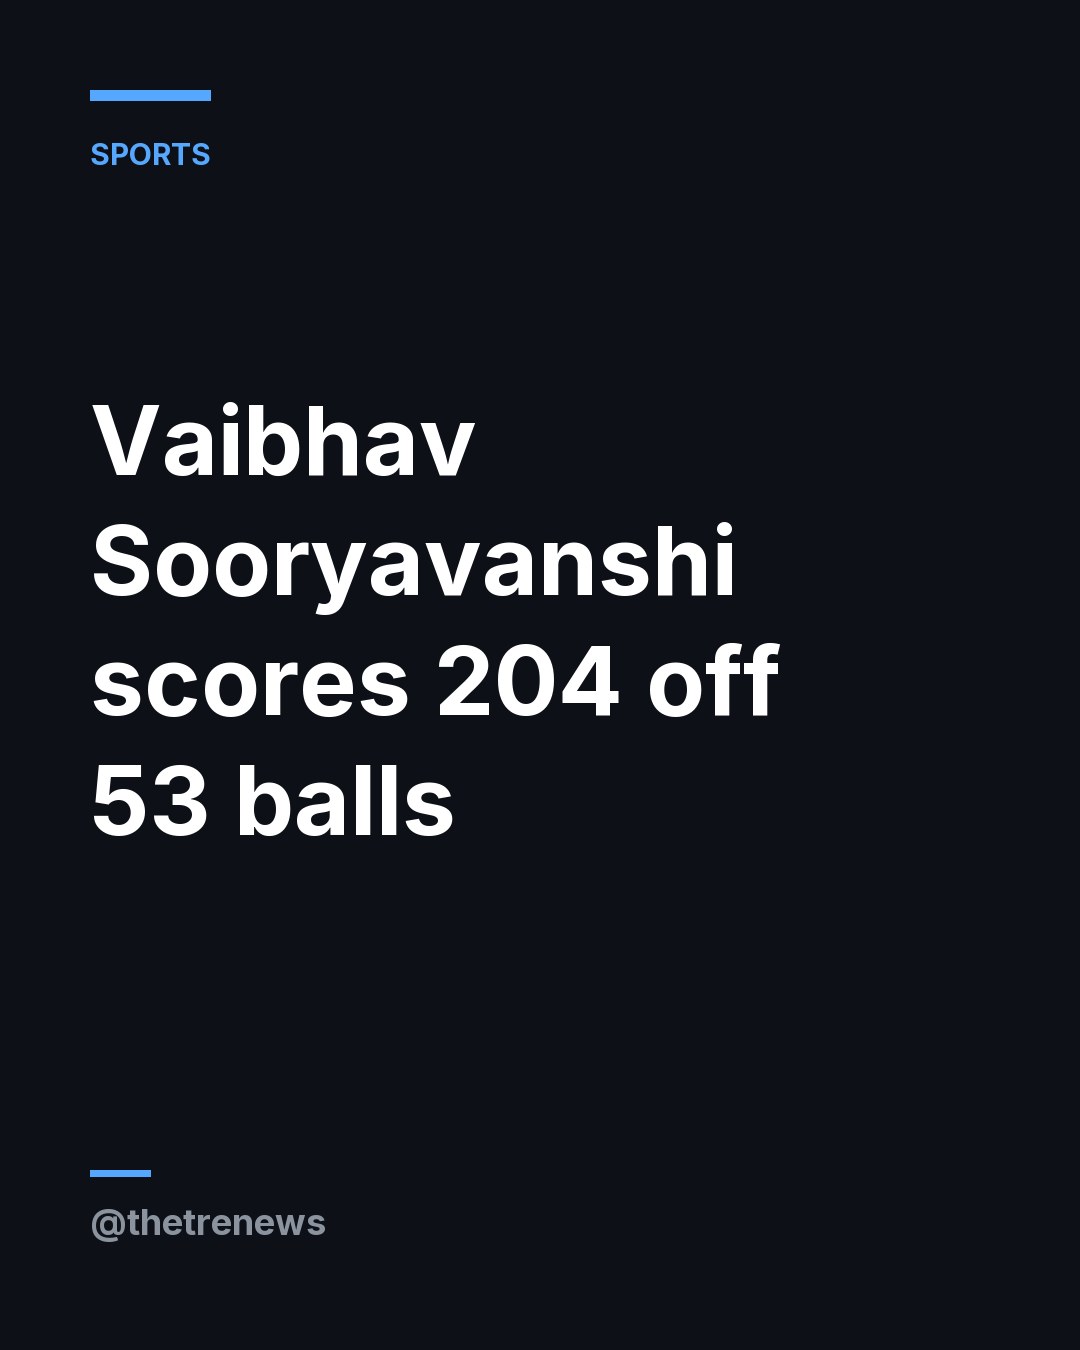 SPORTS
Vaibhav
Sooryavanshi
scores 204 off
53 balls
@thetrenews